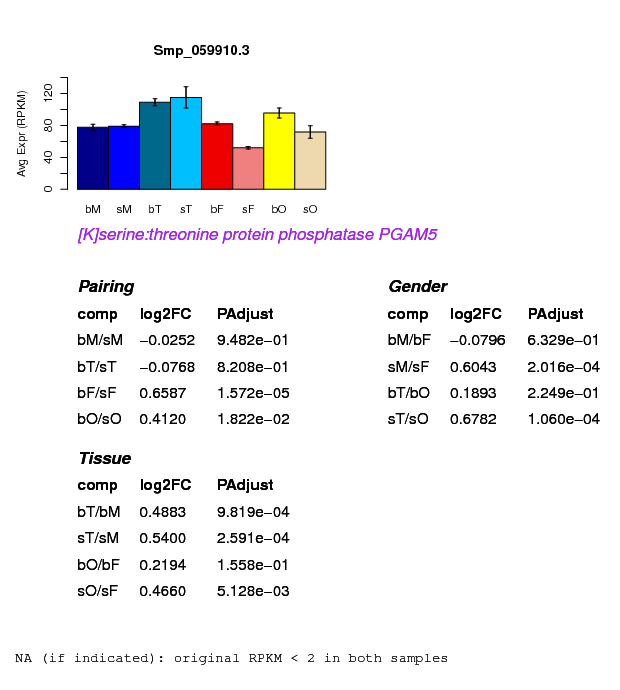 Smp_059910.3
Avg Expr (RPKM)
0 40 80 120
bM sM bT sT bF sF bO sO
[K]serine:threonine protein phosphatase PGAM5
Pairing Gender
comp log2FC PAdjust comp log2FC PAdjust
bM/sM −0.0252 9.482e−01 bM/bF −0.0796 6.329e−01
bT/sT −0.0768 8.208e−01 sM/sF 0.6043 2.016e−04
bF/sF 0.6587 1.572e−05 bT/bO 0.1893 2.249e−01
bO/sO 0.4120 1.822e−02 sT/sO 0.6782 1.060e−04
Tissue
comp log2FC PAdjust
bT/bM 0.4883 9.819e−04
sT/sM 0.5400 2.591e−04
bO/bF 0.2194 1.558e−01
sO/sF 0.4660 5.128e−03
NA (if indicated): original RPKM < 2 in both samples